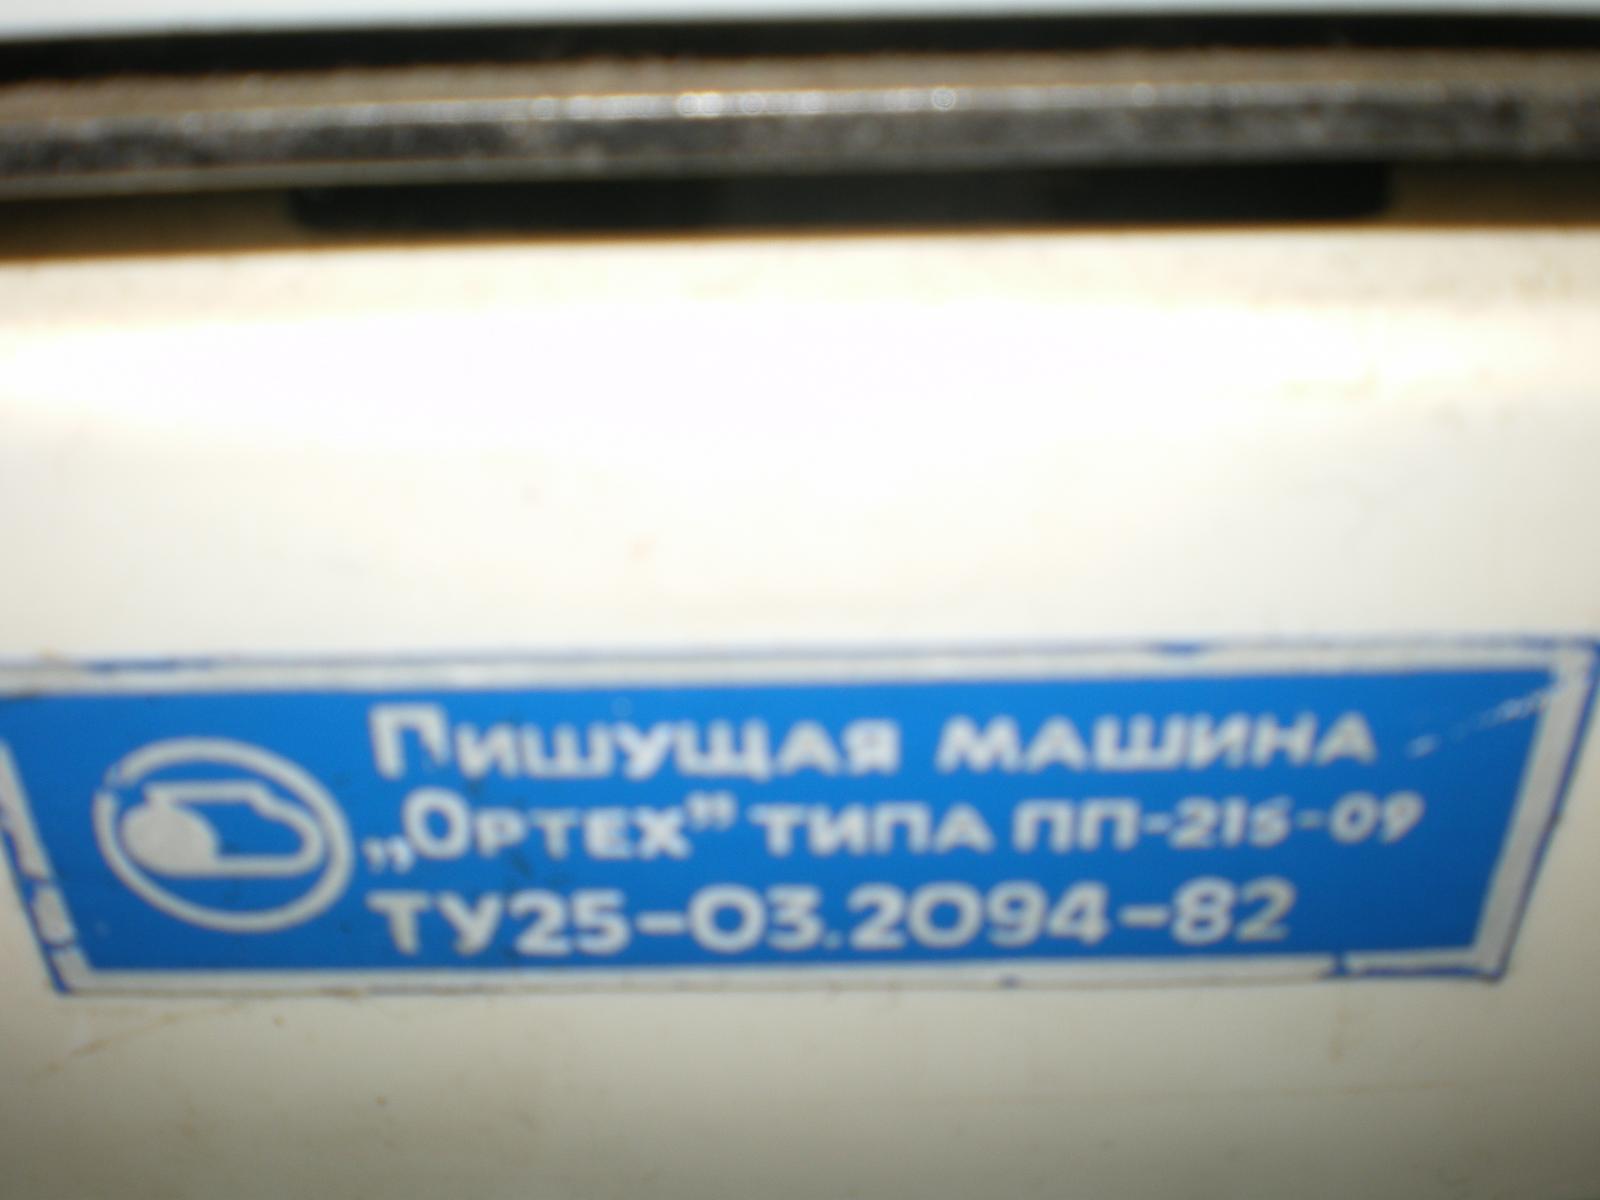 Пишущая машина
„Ортех” типа ПП-215-09
ТУ25-03.2094-82